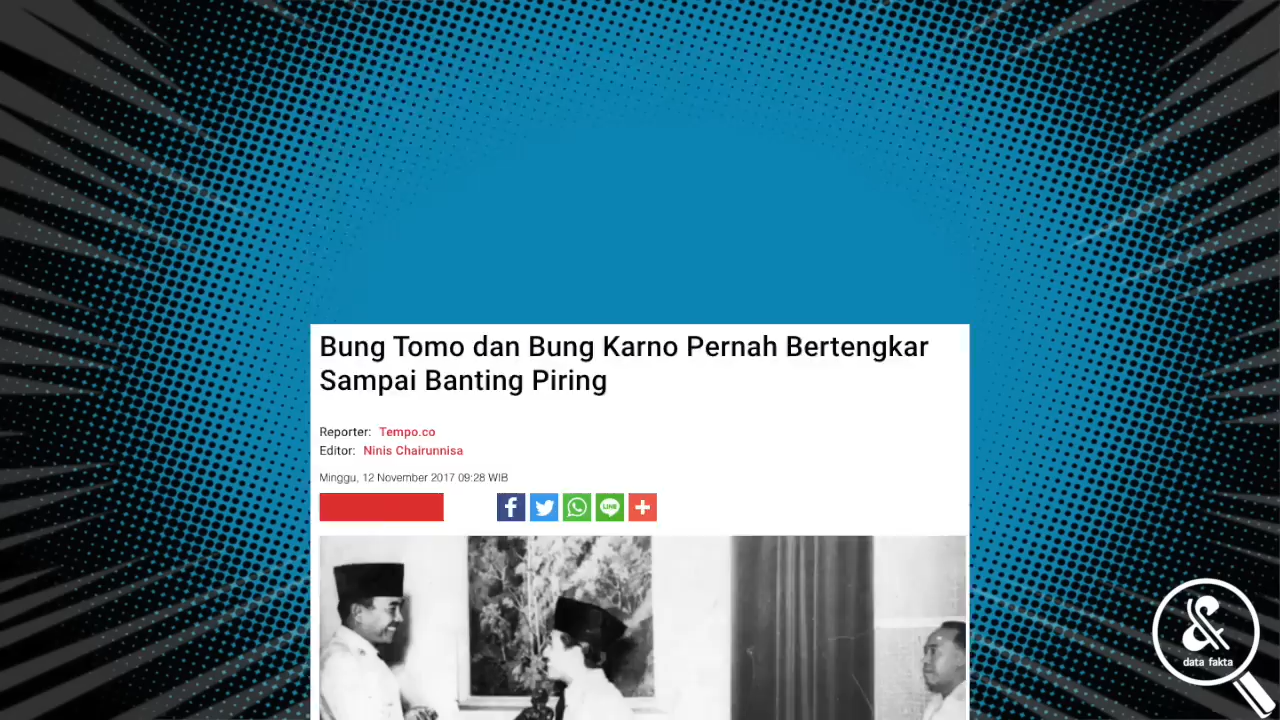 Bung Tomo dan Bung Karno Pernah Bertengkar
Sampai Banting Piring
Reporter: Tempo.co
Editor: Ninis Chairunnisa
Minggu, 12 November 2017 09:28 WIB
LINE
&
data fakta